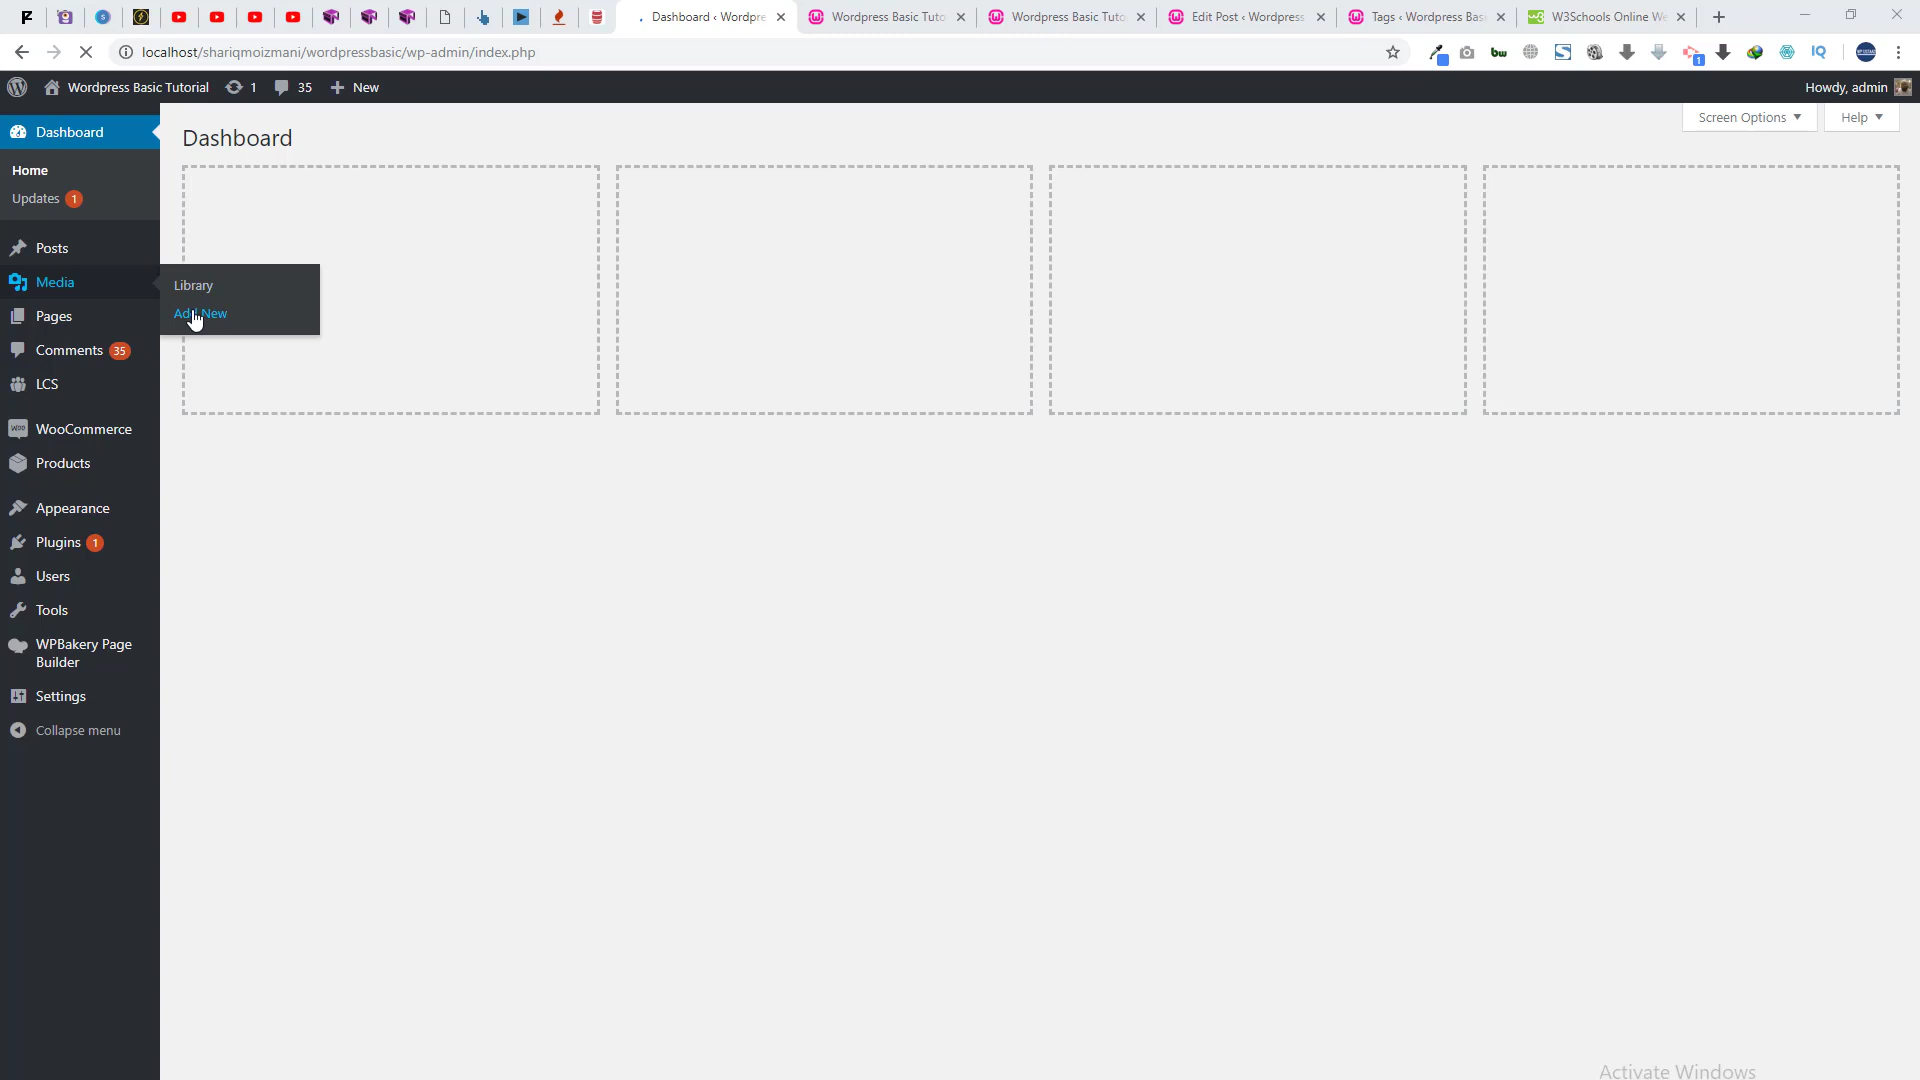 Dashboard ‹ Wordpre
Wordpress Basic Tuto
Wordpress Basic Tuto
Edit Post ‹ Wordpress
Tags ‹ Wordpress Bas
W3Schools Online We
localhost/shariqmoizmani/wordpressbasic/wp-admin/index.php
bw
1
IQ
Wordpress Basic Tutorial
1
35
New
Howdy, admin
Dashboard
Home
Updates 1
Posts
Media
Pages
Comments 35
LCS
WooCommerce
Products
Appearance
Plugins 1
Users
Tools
WPBakery Page
Builder
Settings
Collapse menu
Library
Add New
Dashboard
Screen Options
Help
Activate Windows